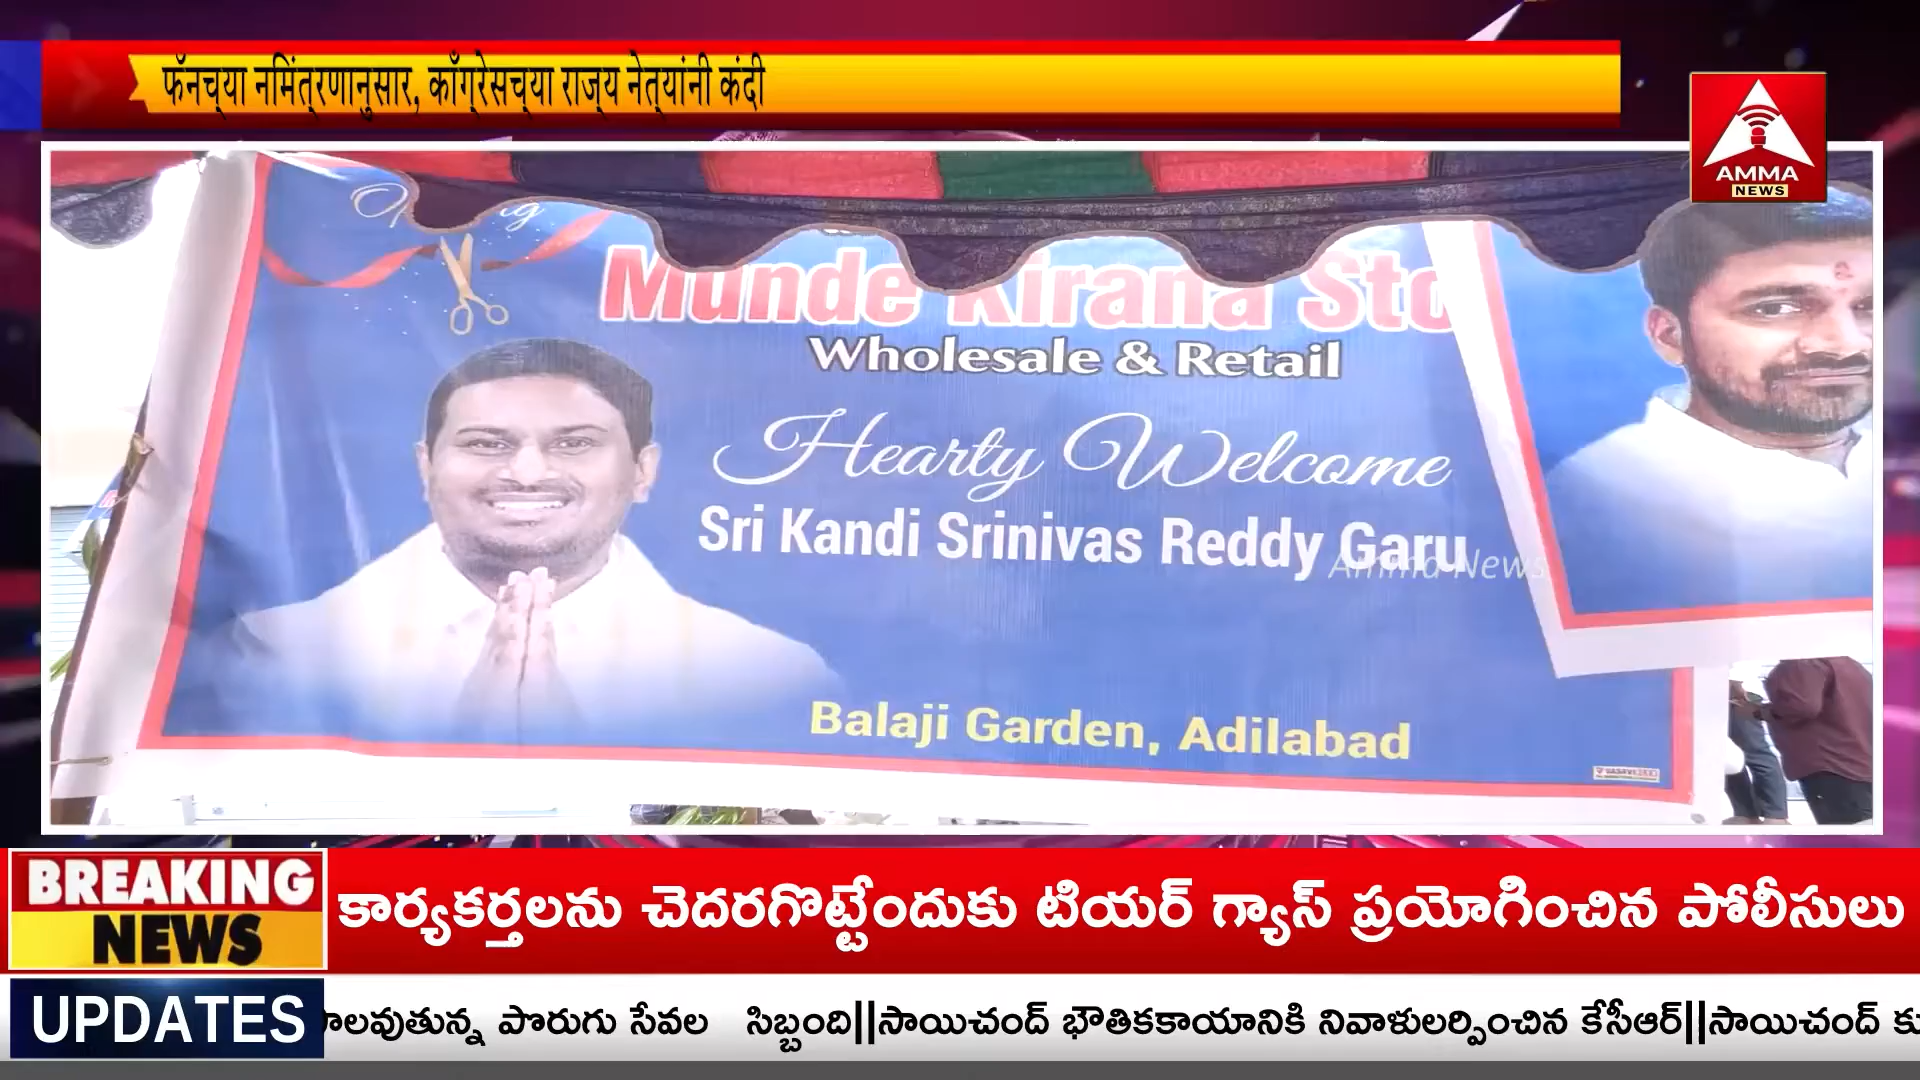 फॅनच्या नमिंत्रणानुसार, काँग्रेसच्या राज्य नेत्यांनी कंदी
AMMA
NEWS
Munde Kirana Sto
Wholesale & Retail
Hearty Welcome
Sri Kandi Srinivas Reddy Garu
Amma News
Balaji Garden, Adilabad
BREAKING
NEWS
కార్యకర్తలను చెదరగొట్టేందుకు టియర్ గ్యాస్ ప్రయోగించిన పోలీసులు
UPDATES
పొరుగు సేవల సిబ్బంది||సాయిచంద్ భౌతికకాయానికి నివాళులర్పించిన కేసీఆర్||సాయిచంద్